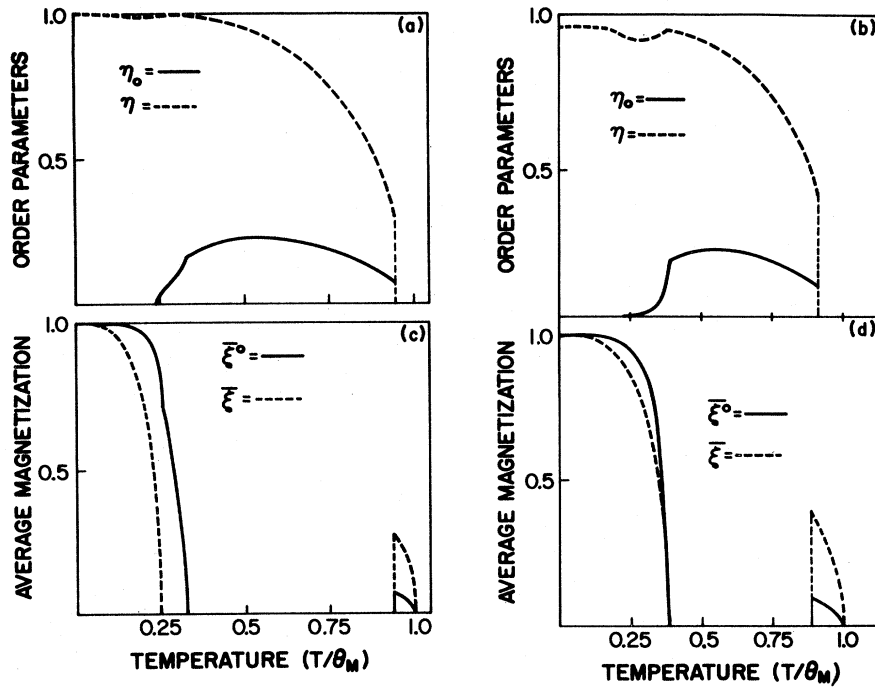 ORDER PARAMETERS
1.0
0.5
(a)
η₀=
η=
ORDER PARAMETERS
1.0
0.5
(b)
η₀=
η=
AVERAGE MAGNETIZATION
1.0
0.5
(c)
ξ̅°=
ξ̅=
0.25
0.5
0.75
1.0
TEMPERATURE (T/θM)
AVERAGE MAGNETIZATION
1.0
0.5
(d)
ξ̅°=
ξ̅=
0.25
0.5
0.75
1.0
TEMPERATURE (T/θM)